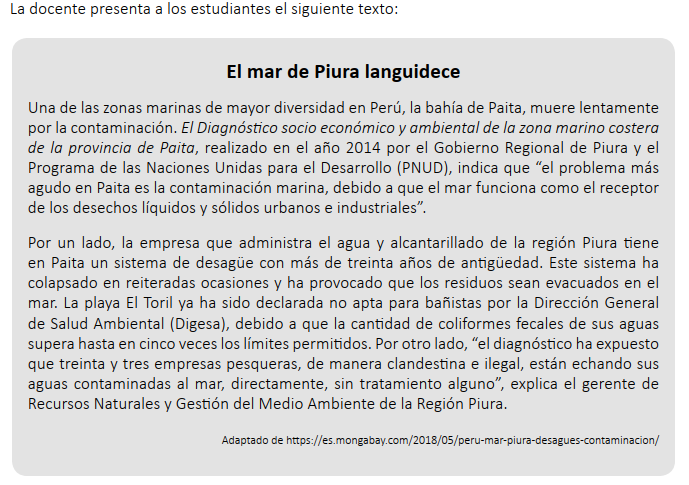 La docente presenta a los estudiantes el siguiente texto:
El mar de Piura languidece
Una de las zonas marinas de mayor diversidad en Perú, la bahía de Paita, muere lentamente
por la contaminación. El Diagnóstico socio económico y ambiental de la zona marino costera
de la provincia de Paita, realizado en el año 2014 por el Gobierno Regional de Piura y el
Programa de las Naciones Unidas para el Desarrollo (PNUD), indica que “el problema más
agudo en Paita es la contaminación marina, debido a que el mar funciona como el receptor
de los desechos líquidos y sólidos urbanos e industriales”.
Por un lado, la empresa que administra el agua y alcantarillado de la región Piura tiene
en Paita un sistema de desagüe con más de treinta años de antigüedad. Este sistema ha
colapsado en reiteradas ocasiones y ha provocado que los residuos sean evacuados en el
mar. La playa El Toril ya ha sido declarada no apta para bañistas por la Dirección General
de Salud Ambiental (Digesa), debido a que la cantidad de coliformes fecales de sus aguas
supera hasta en cinco veces los límites permitidos. Por otro lado, “el diagnóstico ha expuesto
que treinta y tres empresas pesqueras, de manera clandestina e ilegal, están echando sus
aguas contaminadas al mar, directamente, sin tratamiento alguno”, explica el gerente de
Recursos Naturales y Gestión del Medio Ambiente de la Región Piura.
Adaptado de https://es.mongabay.com/2018/05/peru-mar-piura-desagues-contaminacion/